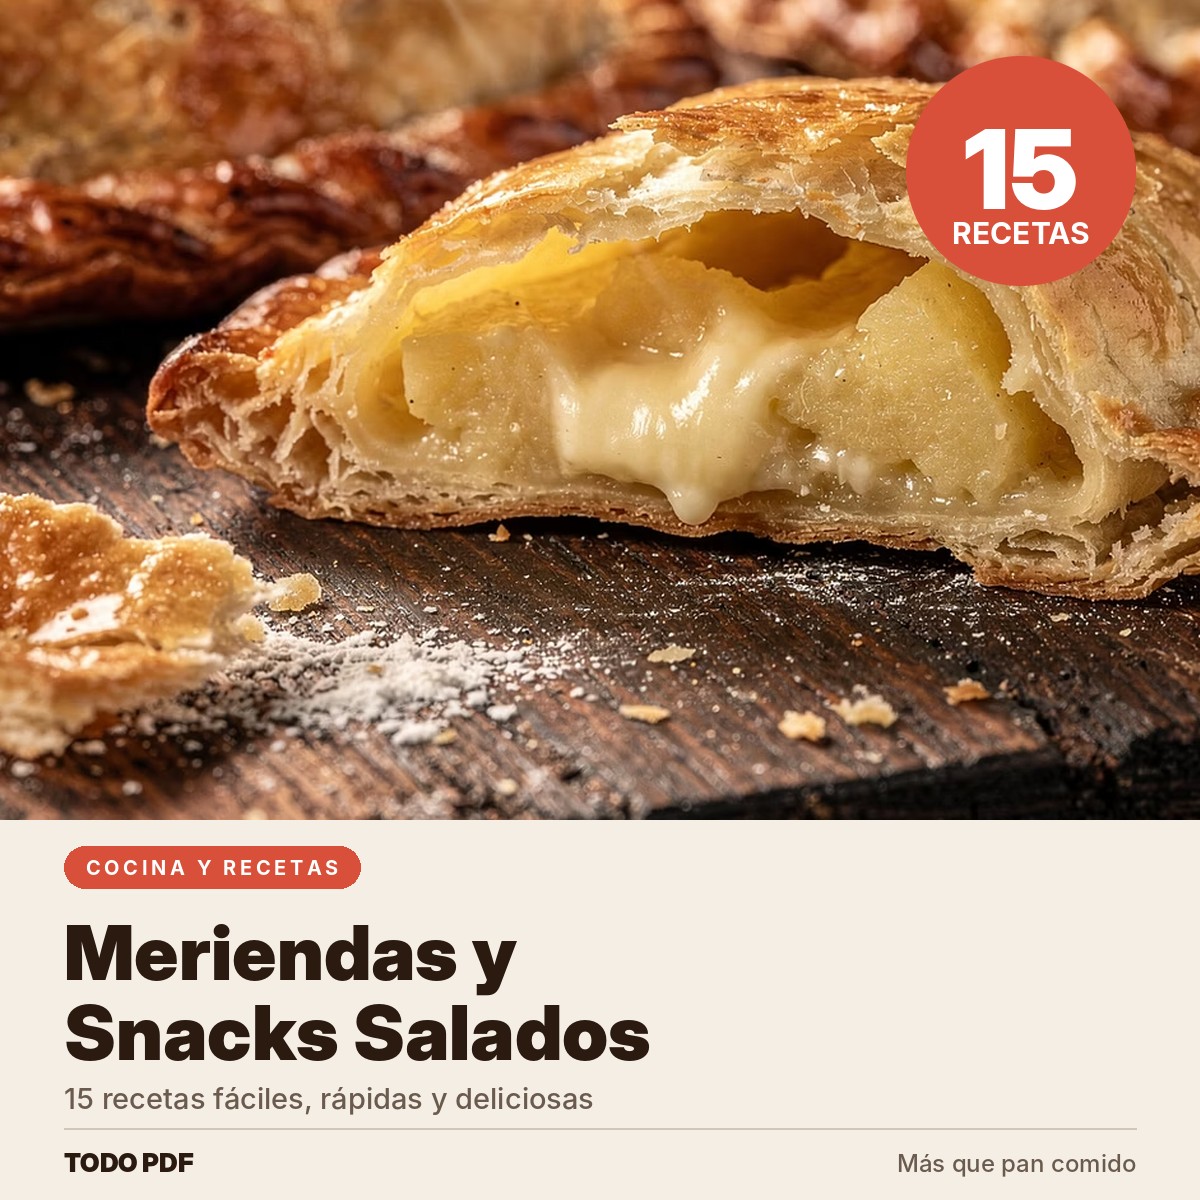 15
RECETAS
COCINA Y RECETAS
Meriendas y
Snacks Salados
15 recetas fáciles, rápidas y deliciosas
TODO PDF
Más que pan comido